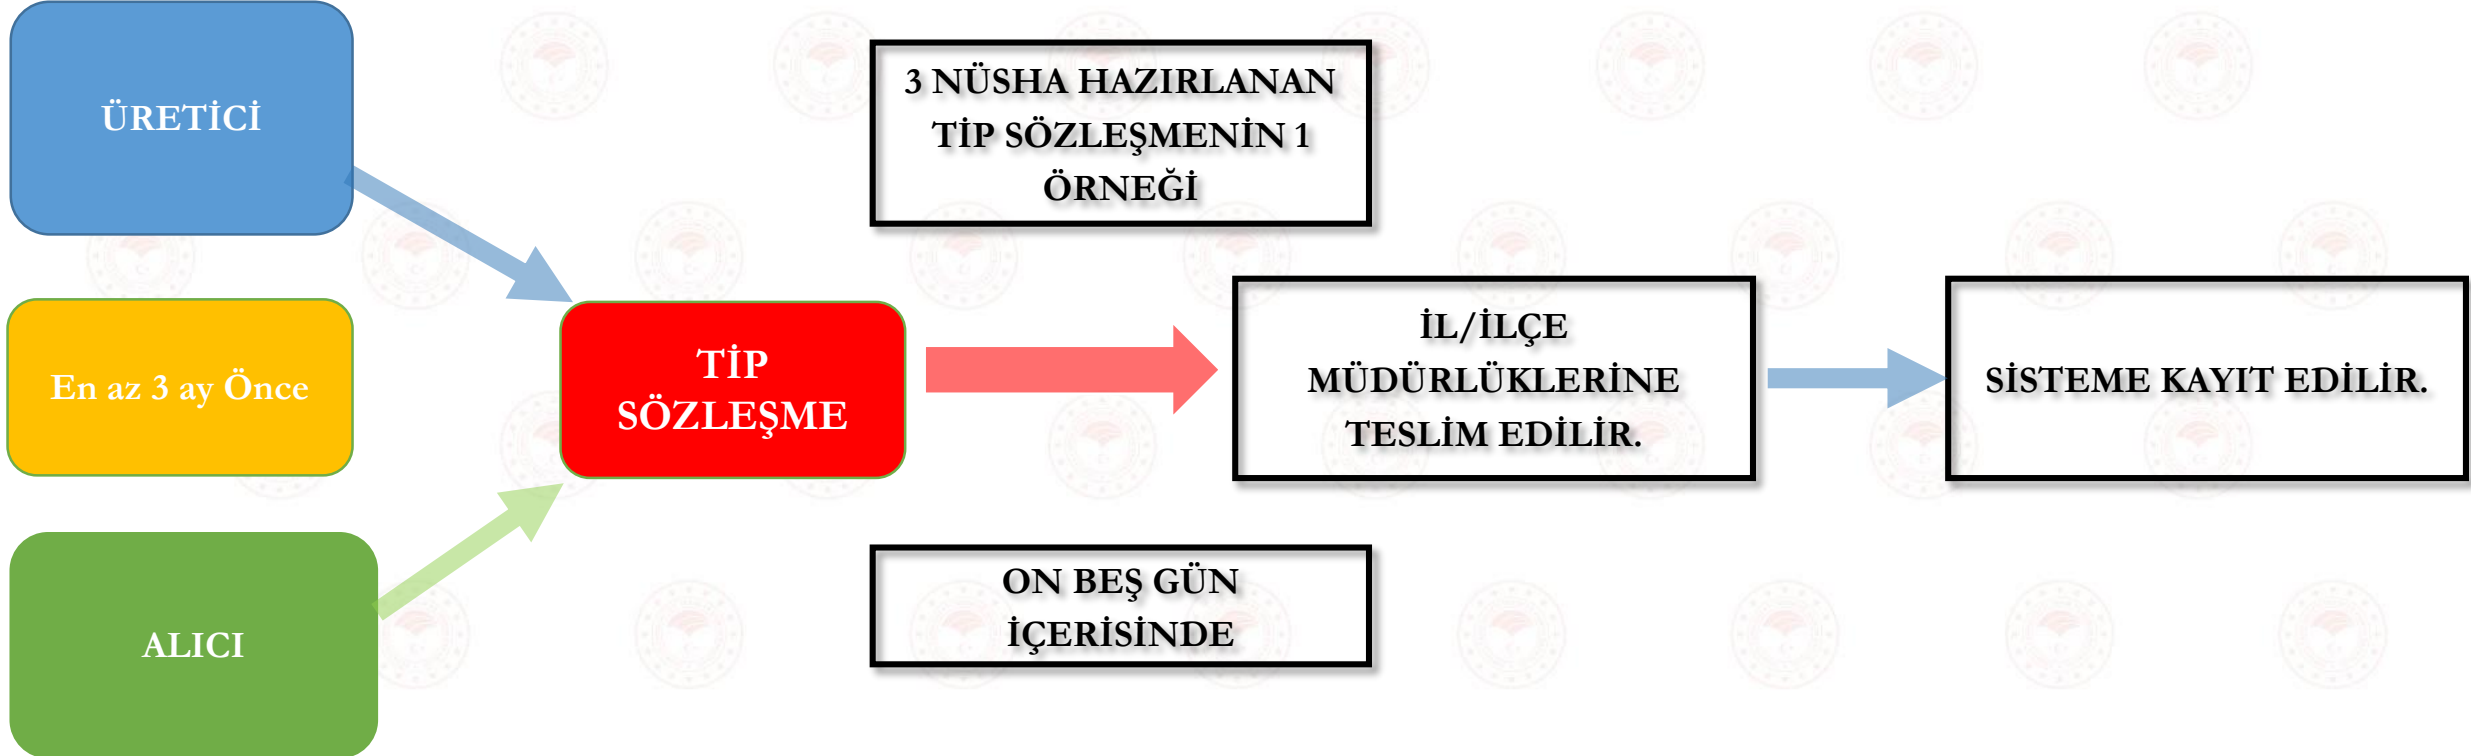 ÜRETİCİ
En az 3 ay Önce
ALICI
TİP
SÖZLEŞME
3 NÜSHA HAZIRLANAN
TİP SÖZLEŞMENİN 1
ÖRNEĞİ
ON BEŞ GÜN
İÇERİSİNDE
İL/İLÇE
MÜDÜRLÜKLERİNE
TESLİM EDİLİR.
SİSTEME KAYIT EDİLİR.